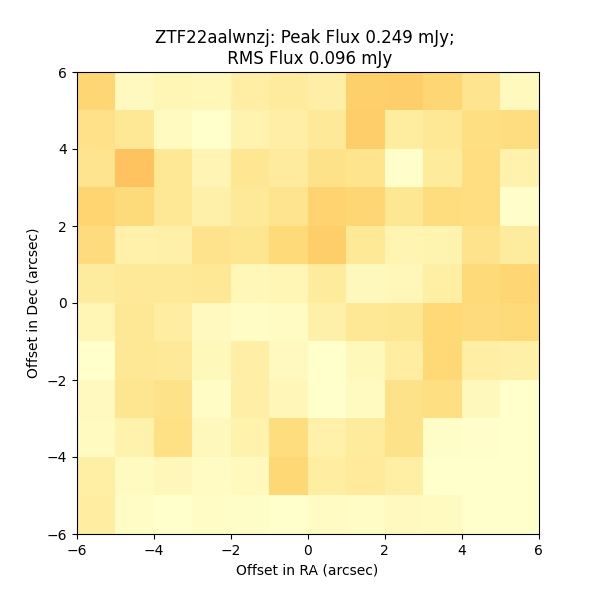 ZTF22aalwnzj: Peak Flux 0.249 mJy;
RMS Flux 0.096 mJy
6
4
2
0
−2
−4
−6
Offset in Dec (arcsec)
−6 −4 −2 0 2 4 6
Offset in RA (arcsec)